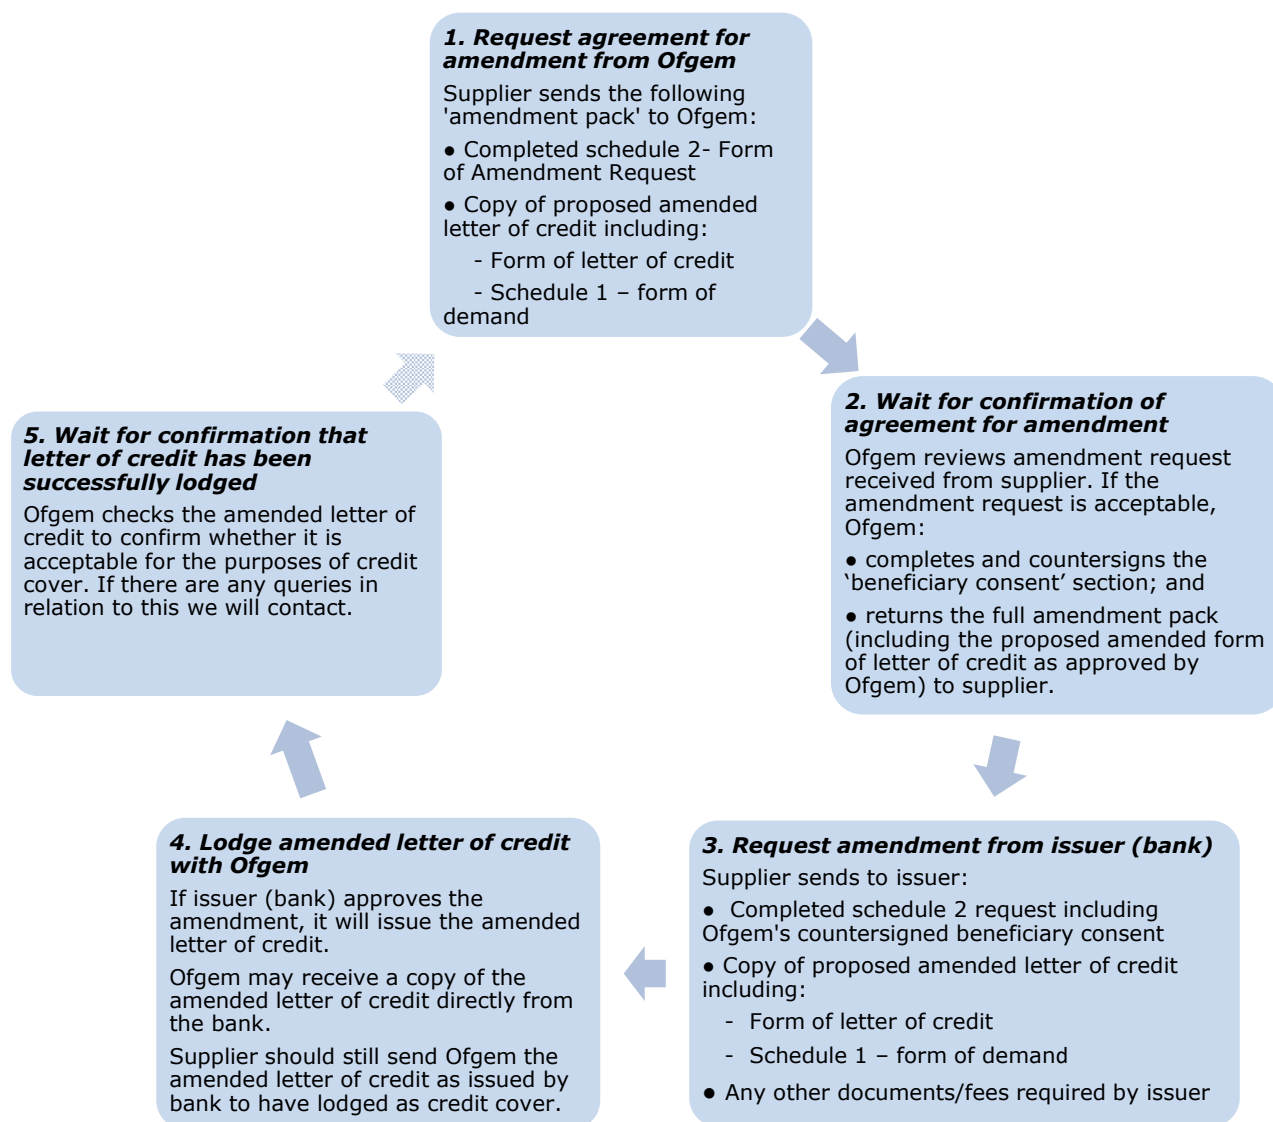 1. Request agreement for
amendment from Ofgem
Supplier sends the following
'amendment pack' to Ofgem:
● Completed schedule 2- Form
of Amendment Request
● Copy of proposed amended
letter of credit including:
- Form of letter of credit
- Schedule 1 – form of
demand
2. Wait for confirmation of
agreement for amendment
Ofgem reviews amendment request
received from supplier. If the
amendment request is acceptable,
Ofgem:
● completes and countersigns the
‘beneficiary consent’ section; and
● returns the full amendment pack
(including the proposed amended form
of letter of credit as approved by
Ofgem) to supplier.
3. Request amendment from issuer (bank)
Supplier sends to issuer:
● Completed schedule 2 request including
Ofgem's countersigned beneficiary consent
● Copy of proposed amended letter of credit
including:
- Form of letter of credit
- Schedule 1 – form of demand
● Any other documents/fees required by issuer
4. Lodge amended letter of credit
with Ofgem
If issuer (bank) approves the
amendment, it will issue the amended
letter of credit.
Ofgem may receive a copy of the
amended letter of credit directly from
the bank.
Supplier should still send Ofgem the
amended letter of credit as issued by
bank to have lodged as credit cover.
5. Wait for confirmation that
letter of credit has been
successfully lodged
Ofgem checks the amended letter of
credit to confirm whether it is
acceptable for the purposes of credit
cover. If there are any queries in
relation to this we will contact.